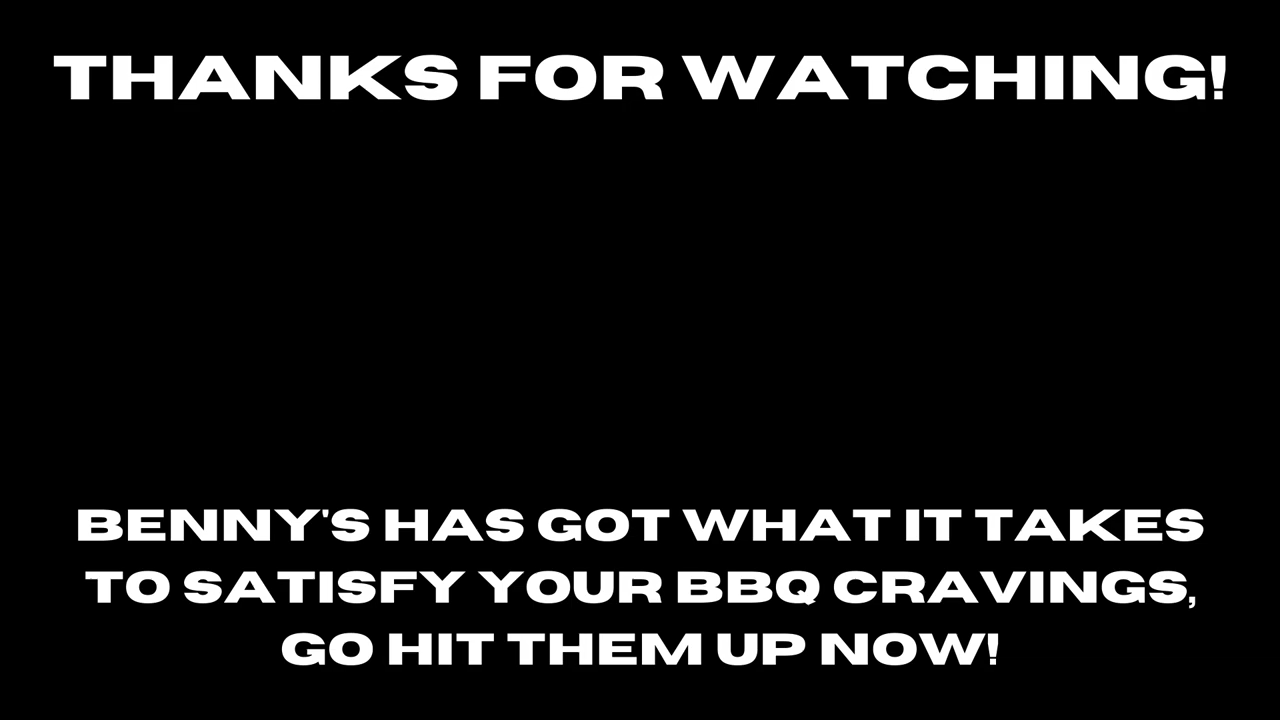 THANKS FOR WATCHING!
BENNY'S HAS GOT WHAT IT TAKES
TO SATISFY YOUR BBQ CRAVINGS,
GO HIT THEM UP NOW!